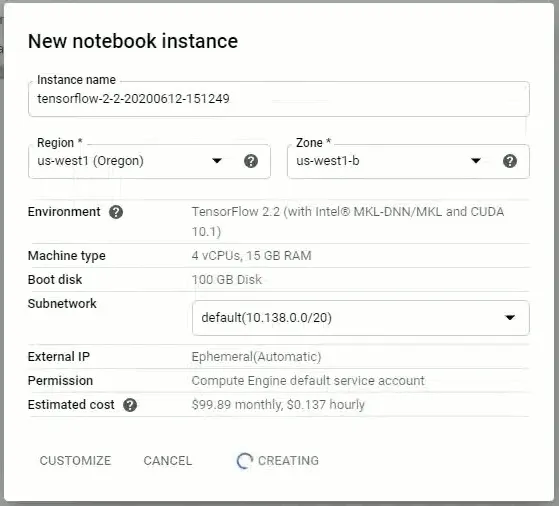 New notebook instance
Instance name
tensorflow-2-2-20200612-151249
Region * Zone *
us-west1 (Oregon) us-west1-b
Environment TensorFlow 2.2 (with Intel® MKL-DNN/MKL and CUDA
10.1)
Machine type 4 vCPUs, 15 GB RAM
Boot disk 100 GB Disk
Subnetwork default(10.138.0.0/20)
External IP Ephemeral(Automatic)
Permission Compute Engine default service account
Estimated cost $99.89 monthly, $0.137 hourly
CUSTOMIZE CANCEL CREATING